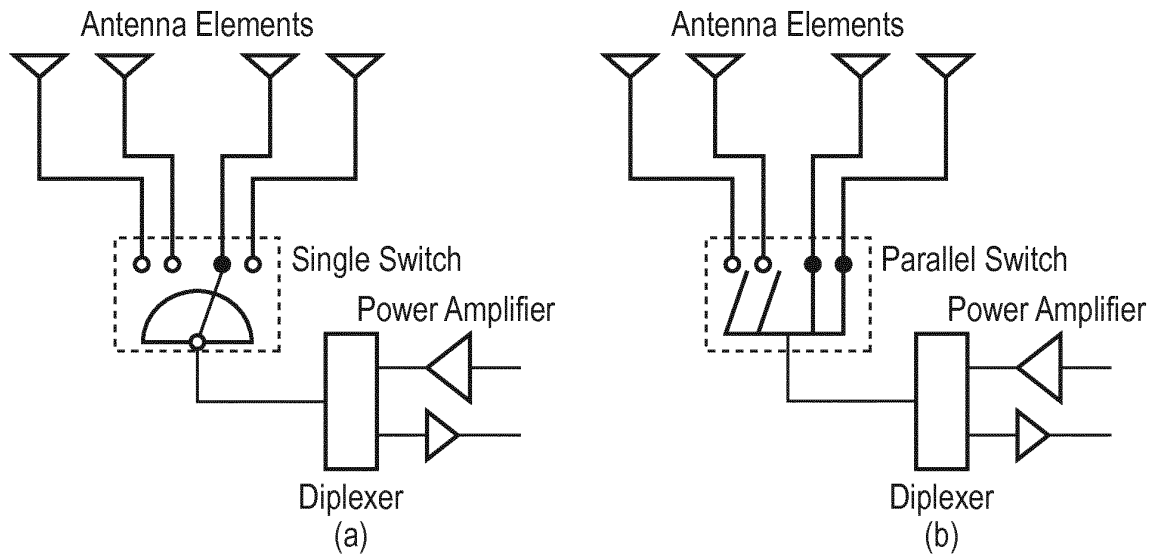 Antenna Elements
Single Switch
Power Amplifier
Diplexer
(a)
Antenna Elements
Parallel Switch
Power Amplifier
Diplexer
(b)